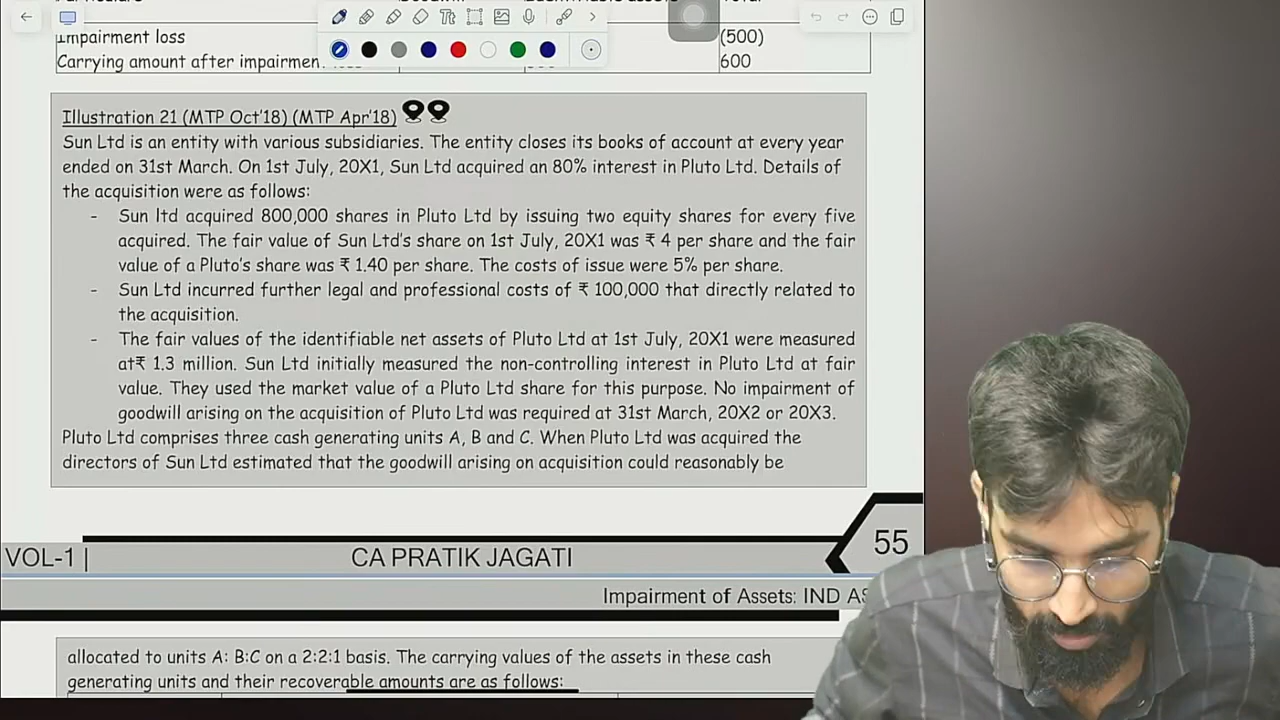 Impairment loss (500)
Carrying amount after impairment 600
Illustration 21 (MTP Oct'18) (MTP Apr'18)
Sun Ltd is an entity with various subsidiaries. The entity closes its books of account at every year
ended on 31st March. On 1st July, 20X1, Sun Ltd acquired an 80% interest in Pluto Ltd. Details of
the acquisition were as follows:
- Sun ltd acquired 800,000 shares in Pluto Ltd by issuing two equity shares for every five
acquired. The fair value of Sun Ltd's share on 1st July, 20X1 was ₹ 4 per share and the fair
value of a Pluto's share was ₹ 1.40 per share. The costs of issue were 5% per share.
- Sun Ltd incurred further legal and professional costs of ₹ 100,000 that directly related to
the acquisition.
- The fair values of the identifiable net assets of Pluto Ltd at 1st July, 20X1 were measured
at₹ 1.3 million. Sun Ltd initially measured the non-controlling interest in Pluto Ltd at fair
value. They used the market value of a Pluto Ltd share for this purpose. No impairment of
goodwill arising on the acquisition of Pluto Ltd was required at 31st March, 20X2 or 20X3.
Pluto Ltd comprises three cash generating units A, B and C. When Pluto Ltd was acquired the
directors of Sun Ltd estimated that the goodwill arising on acquisition could reasonably be
55
VOL-1 | CA PRATIK JAGATI
Impairment of Assets: IND AS
allocated to units A: B:C on a 2:2:1 basis. The carrying values of the assets in these cash
generating units and their recoverable amounts are as follows: